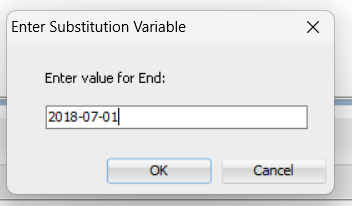 Enter Substitution Variable
Enter value for End:
2018-07-01
OK
Cancel